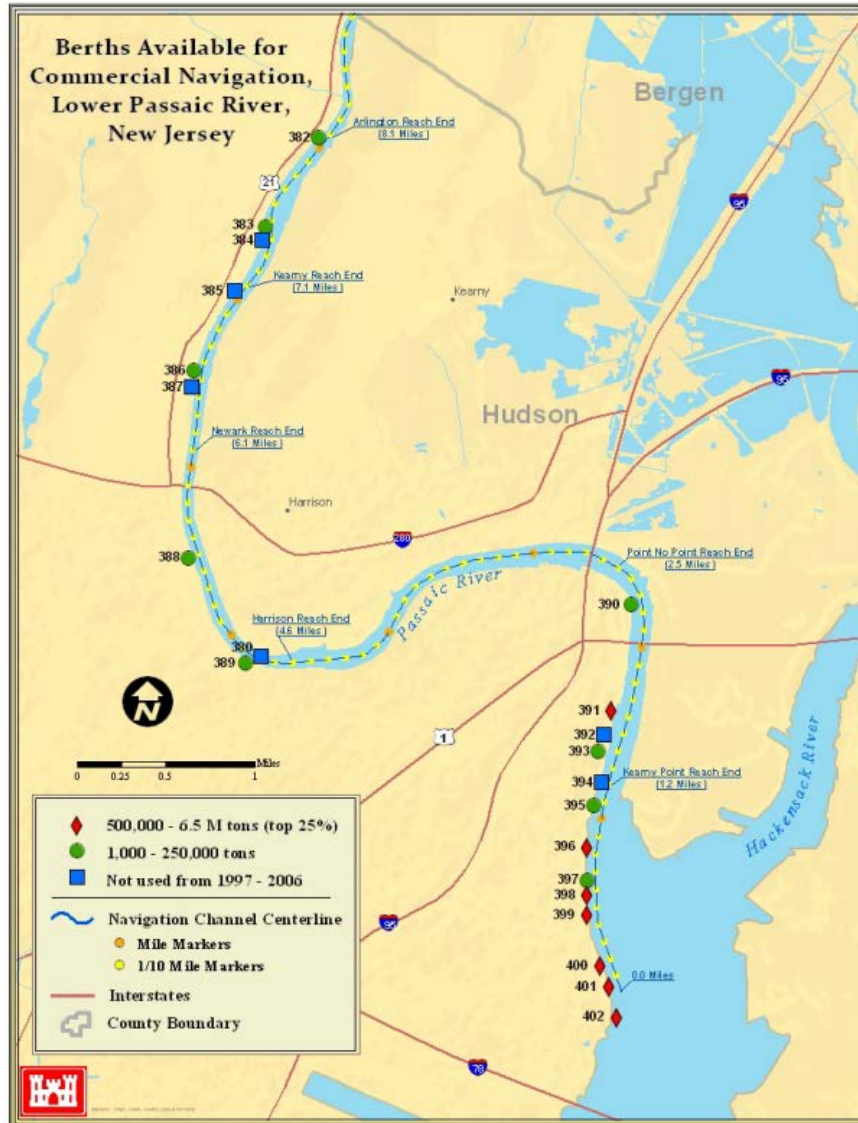 Berths Available for
Commercial Navigation,
Lower Passaic River,
New Jersey
Bergen
382
Arlington Reach End
(8.1 Miles)
21
95
383
384
Kearny Reach End
(7.1 Miles)
385
Kearny
386
387
95
Hudson
Newark Reach End
(6.1 Miles)
Harrison
280
388
Point No Point Reach End
(2.5 Miles)
Passaic River
390
Harrison Reach End
(4.6 Miles)
380
389
N
391
1
392
393
Miles
0 0.25 0.5 1
394
Kearny Point Reach End
(1.2 Miles)
395
Hackensack River
396
397
398
399
95
400
0.0 Miles
401
402
78
500,000 - 6.5 M tons (top 25%)
1,000 - 250,000 tons
Not used from 1997 - 2006
Navigation Channel Centerline
Mile Markers
1/10 Mile Markers
Interstates
County Boundary